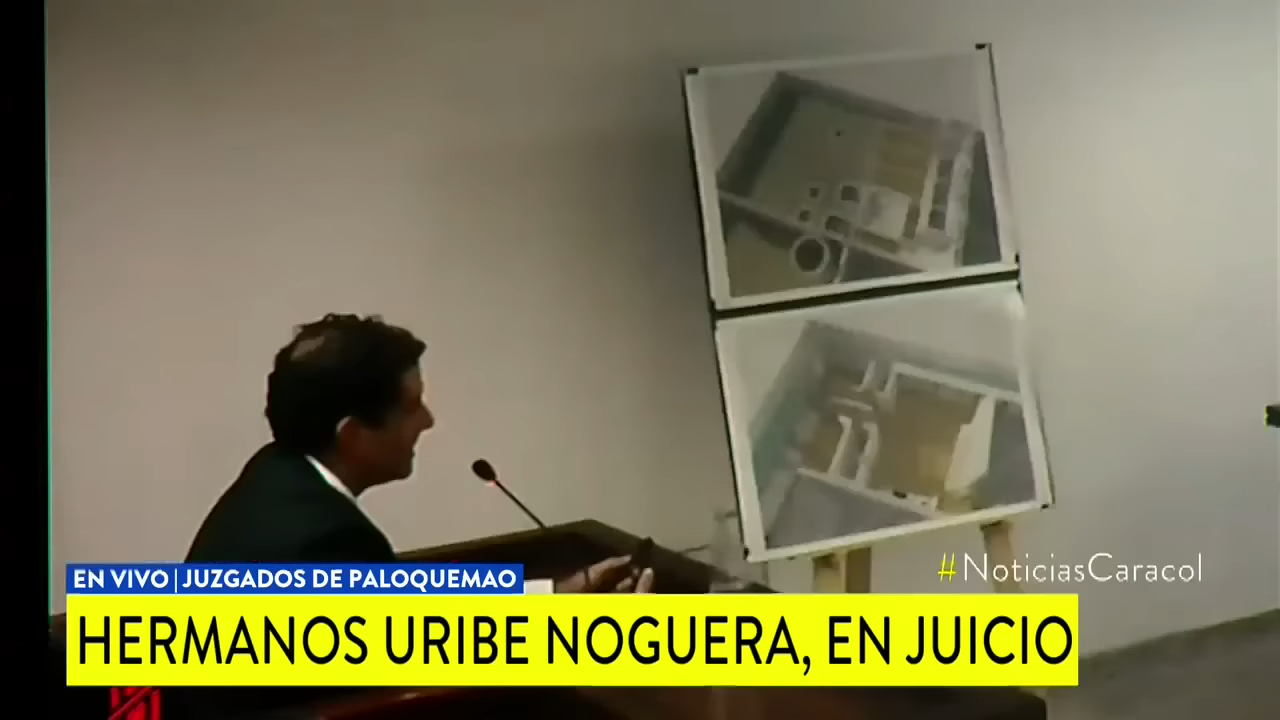 #NoticiasCaracol
EN VIVO | JUZGADOS DE PALOQUEMAO
HERMANOS URIBE NOGUERA, EN JUICIO